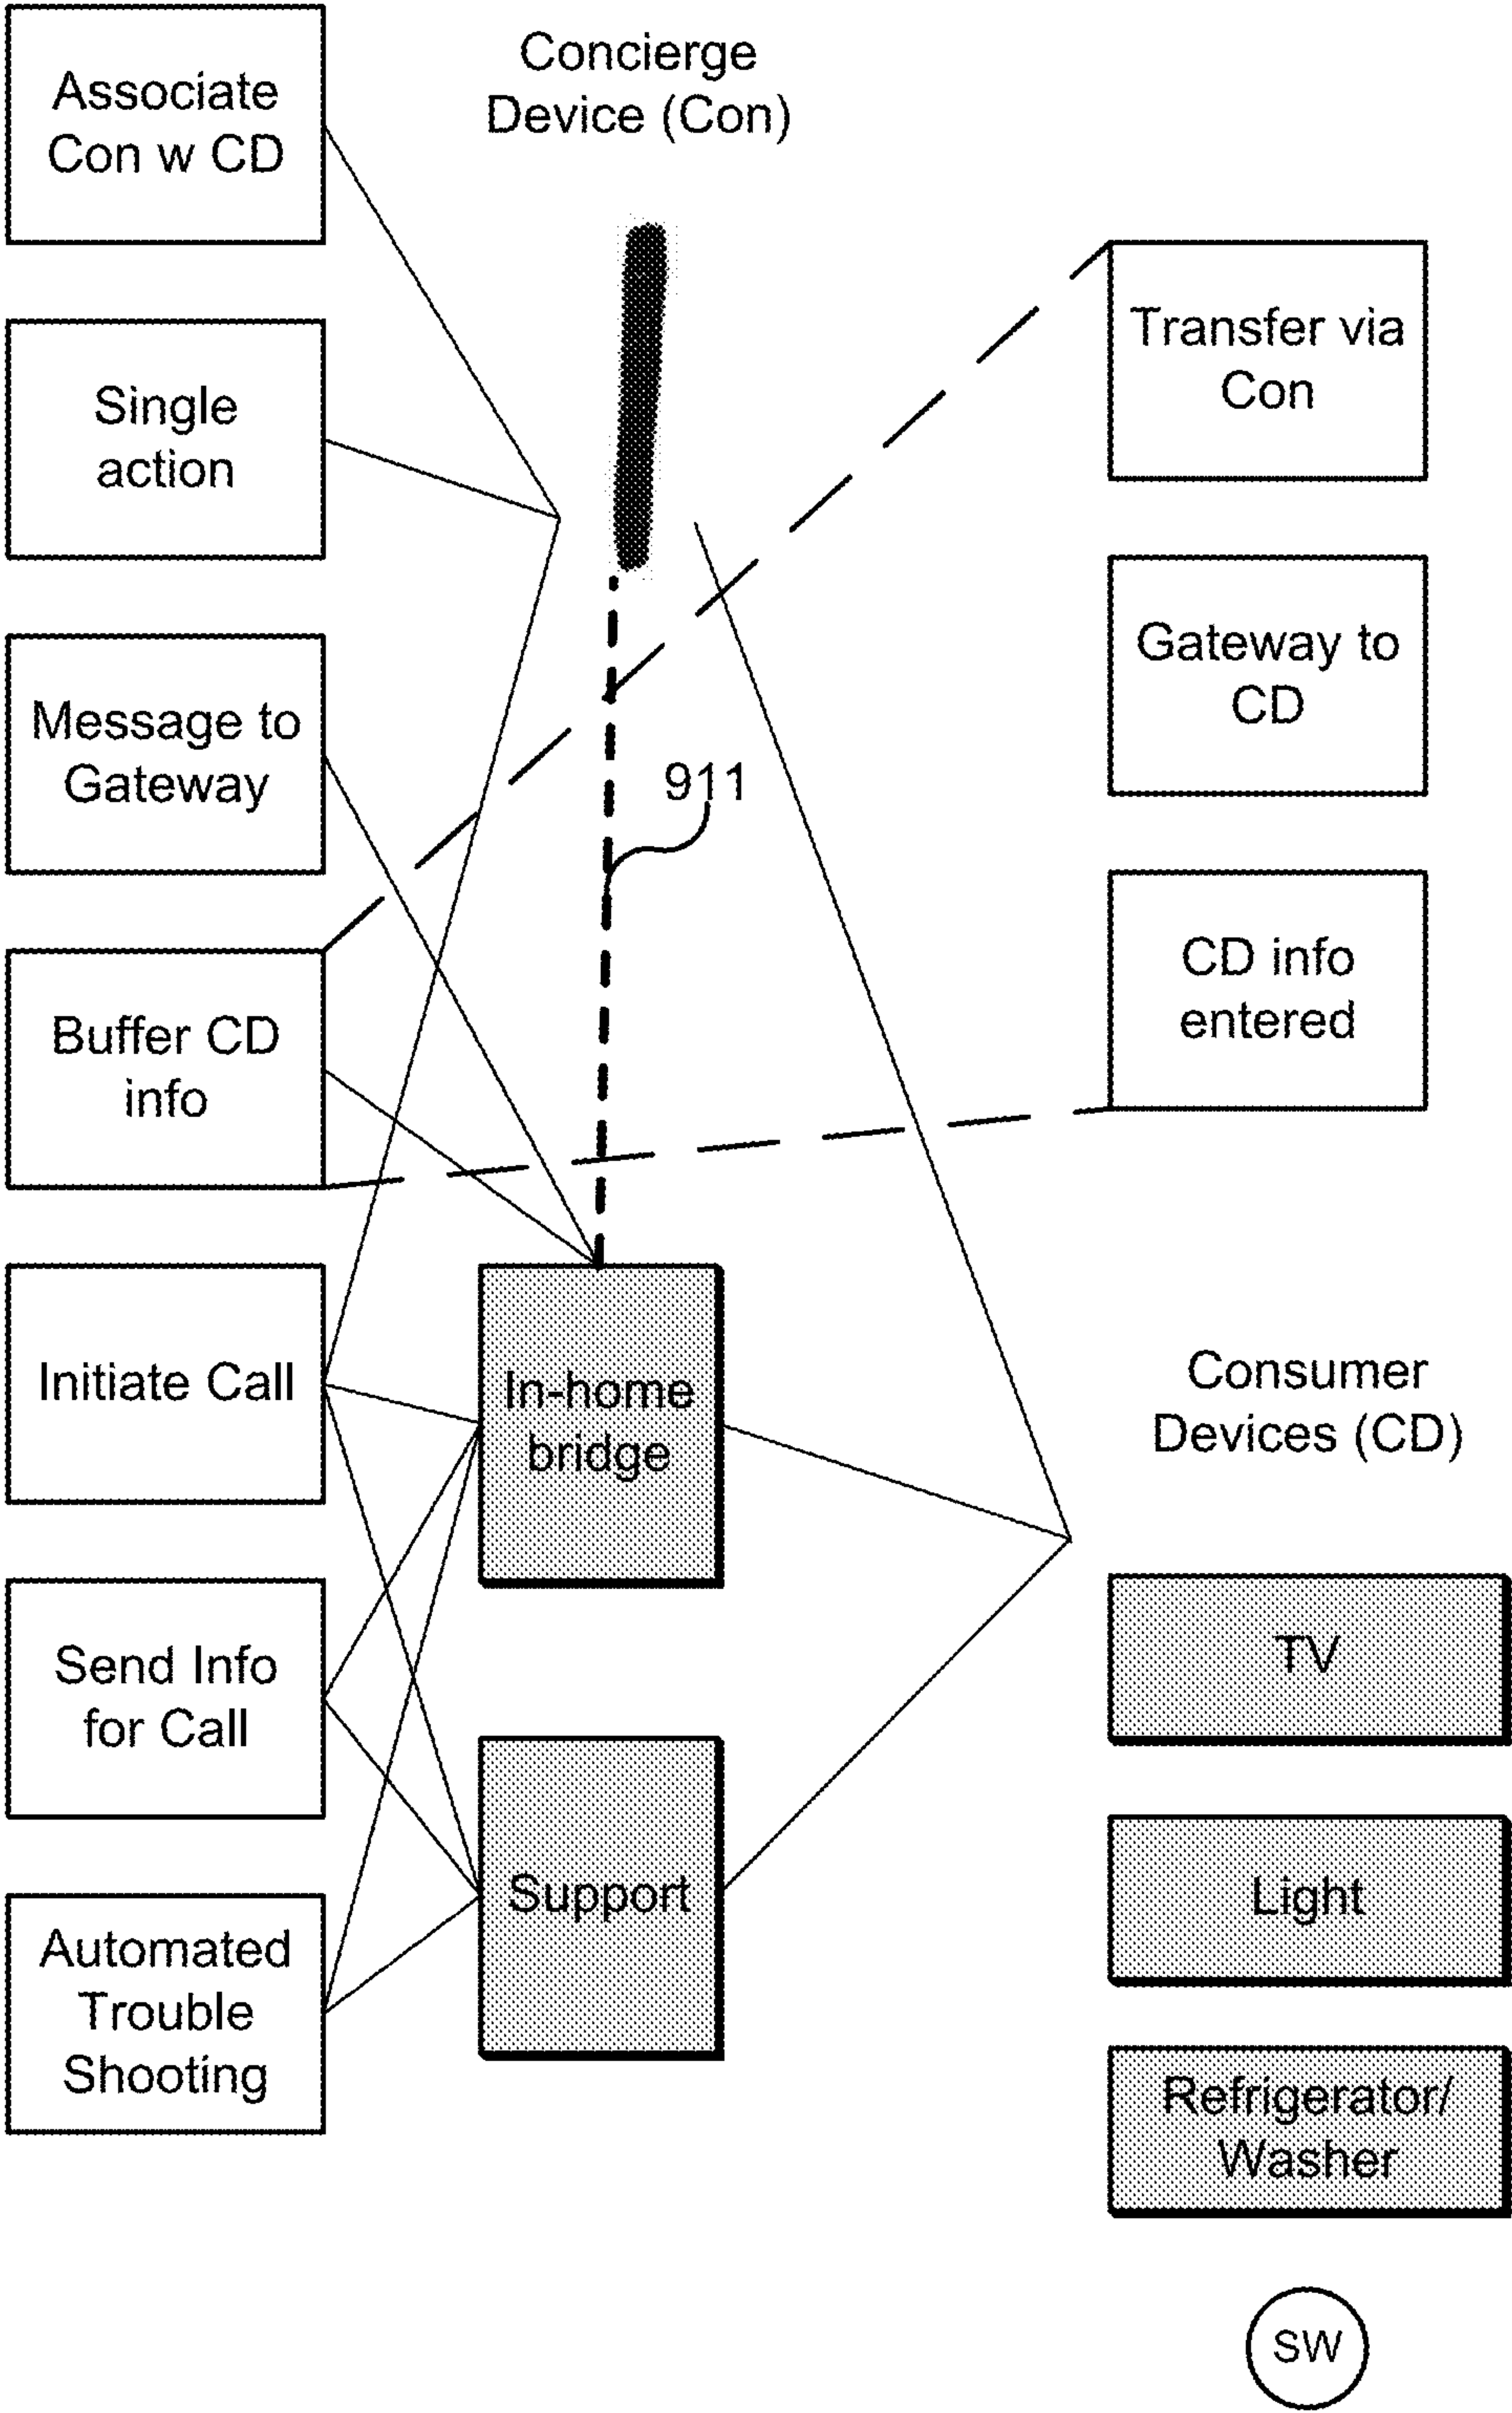 Associate
Con w CD
Single
action
Message to
Gateway
Buffer CD
info
Initiate Call
Send Info
for Call
Automated
Trouble
Shooting
Concierge
Device (Con)
911
In-home
bridge
Support
Transfer via
Con
Gateway to
CD
CD info
entered
Consumer
Devices (CD)
TV
Light
Refrigerator/
Washer
SW